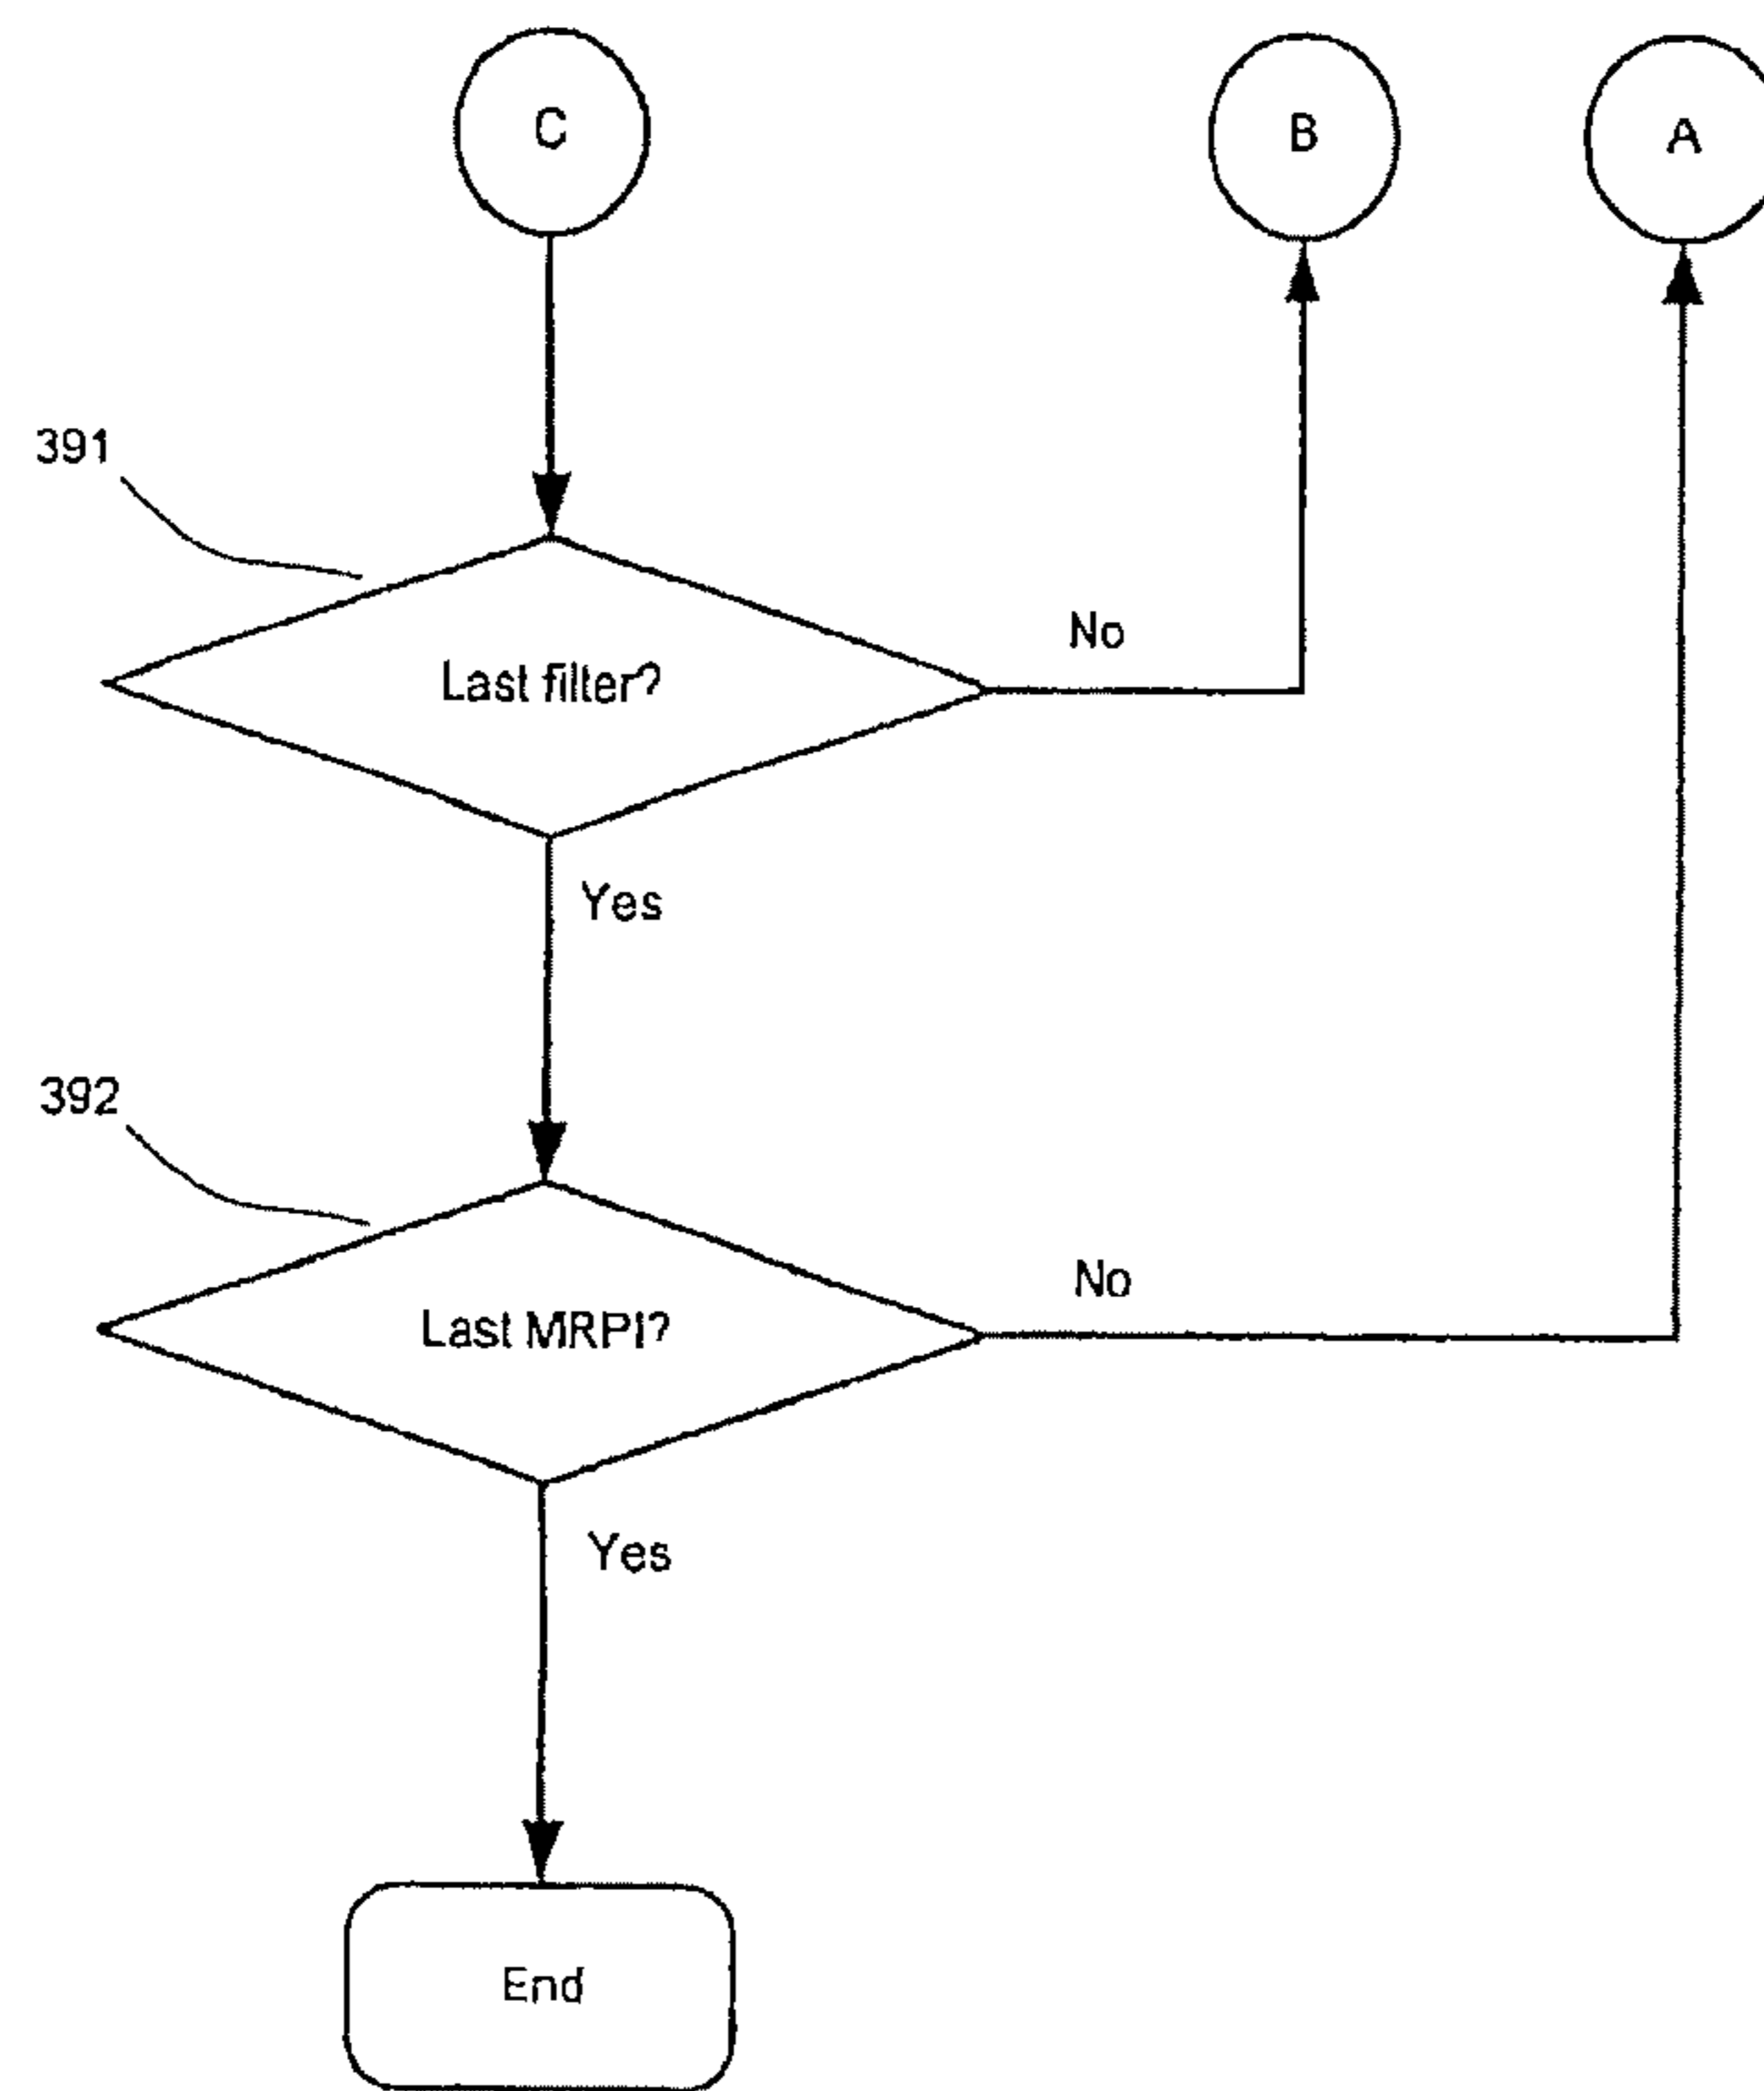 C
B
A
391
No
Last filter?
Yes
392
No
Last MRPI?
Yes
End